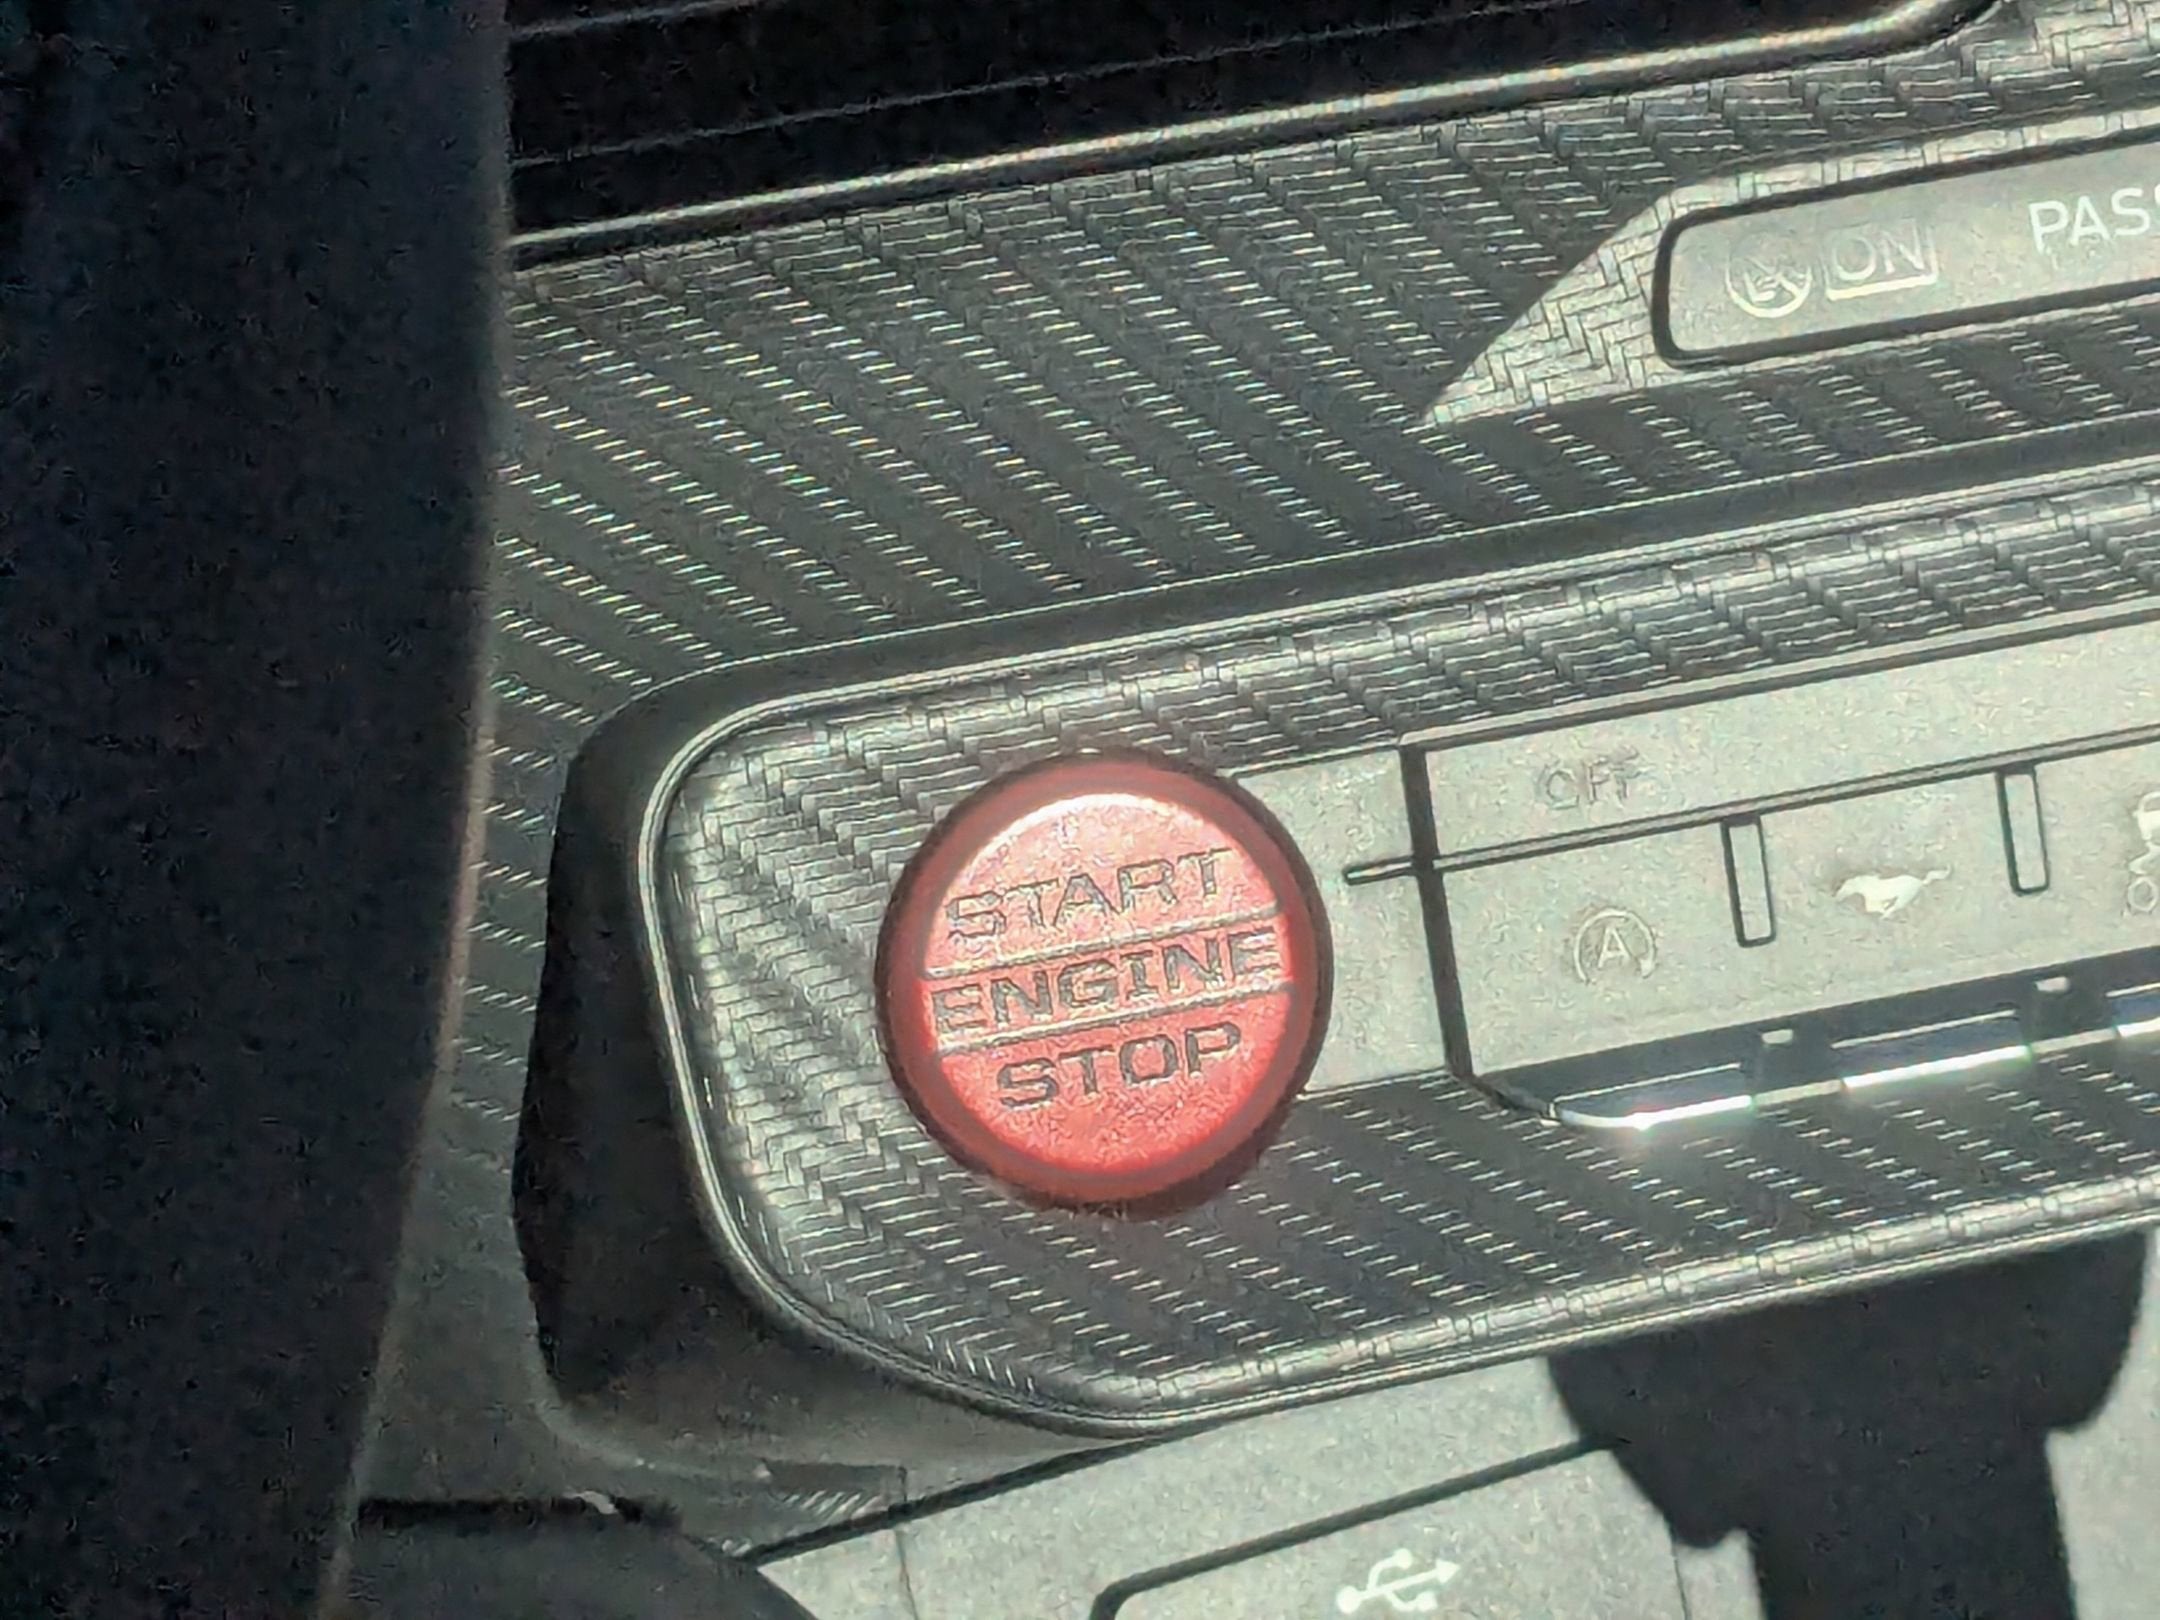 ON PASS
OFF
A
START
ENGINE
STOP